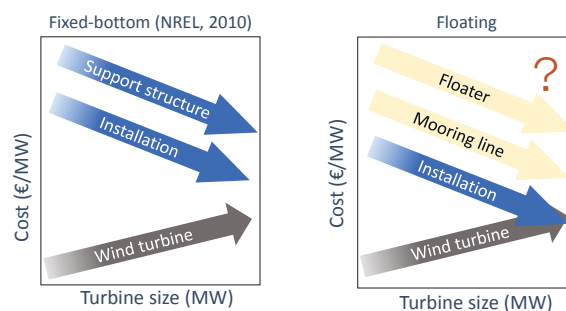 Fixed-bottom (NREL, 2010)
Support structure
Installation
Wind turbine
Cost (€/MW)
Turbine size (MW)
Floating
?
Floater
Mooring line
Installation
Wind turbine
Cost (€/MW)
Turbine size (MW)